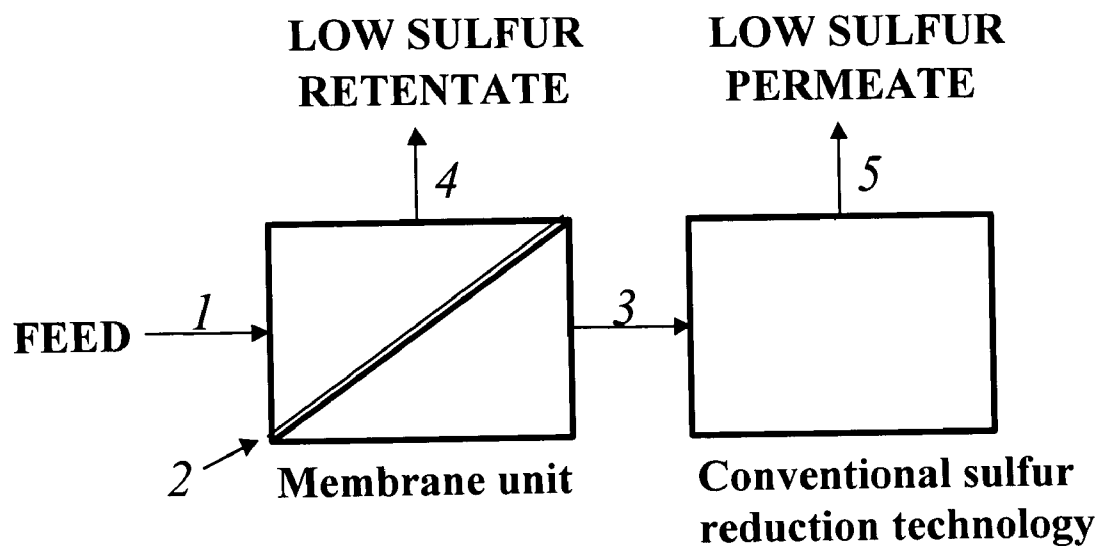 LOW SULFUR
RETENTATE
LOW SULFUR
PERMEATE
4
5
1
FEED
3
2
Membrane unit
Conventional sulfur
reduction technology